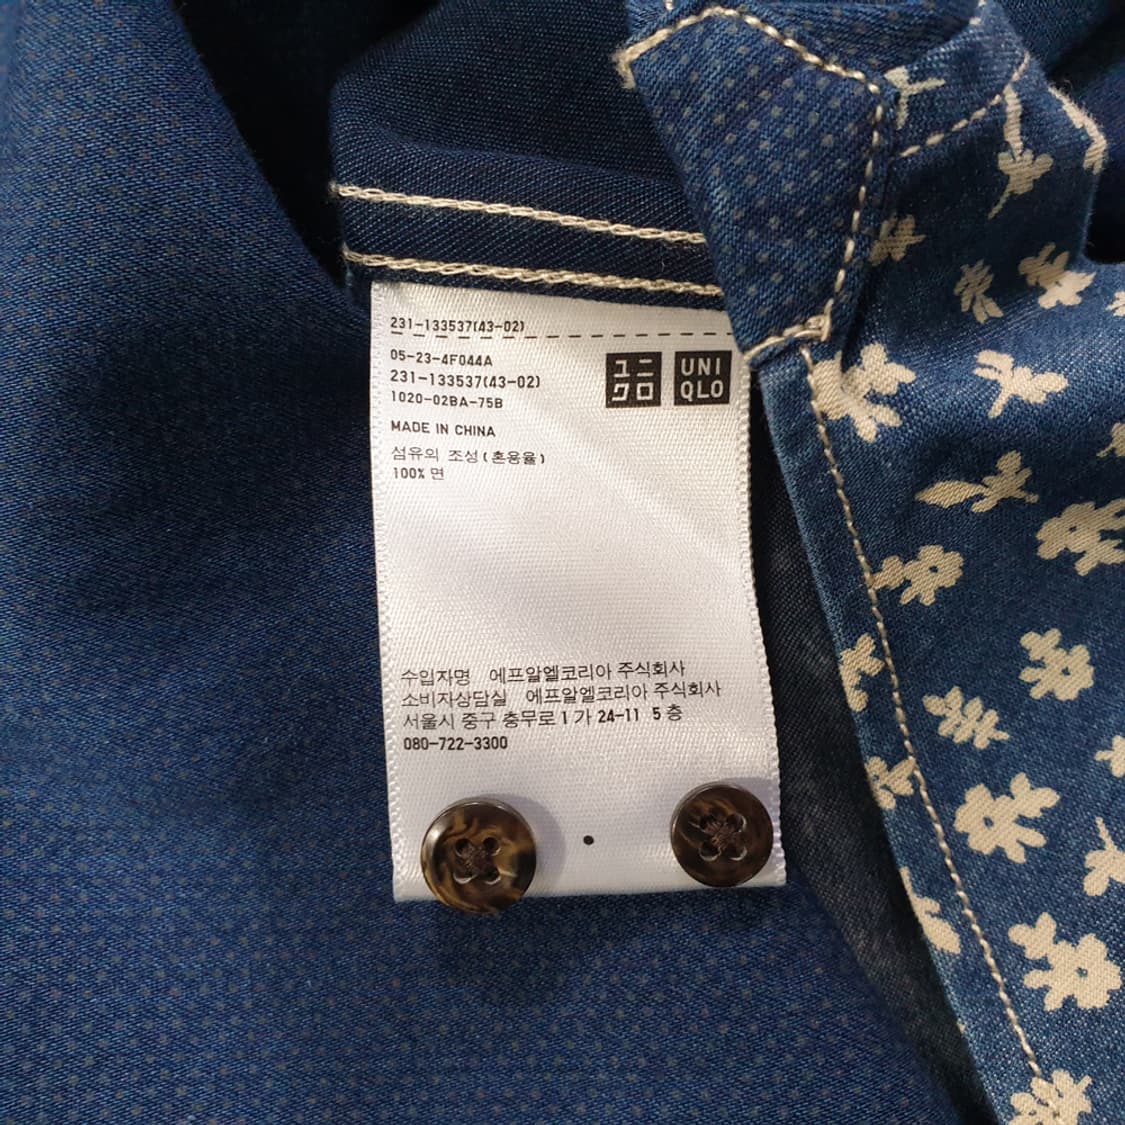 231-133537(43-02)
05-23-4F044A
231-133537(43-02)
1020-02BA-75B
ユニ
クロ
UNI
QLO
MADE IN CHINA
섬유의 조성(혼용율)
100% 면
수입자명 에프알엘코리아 주식회사
소비자상담실 에프알엘코리아 주식회사
서울시 중구 충무로 1 가 24-11 5 층
080-722-3300